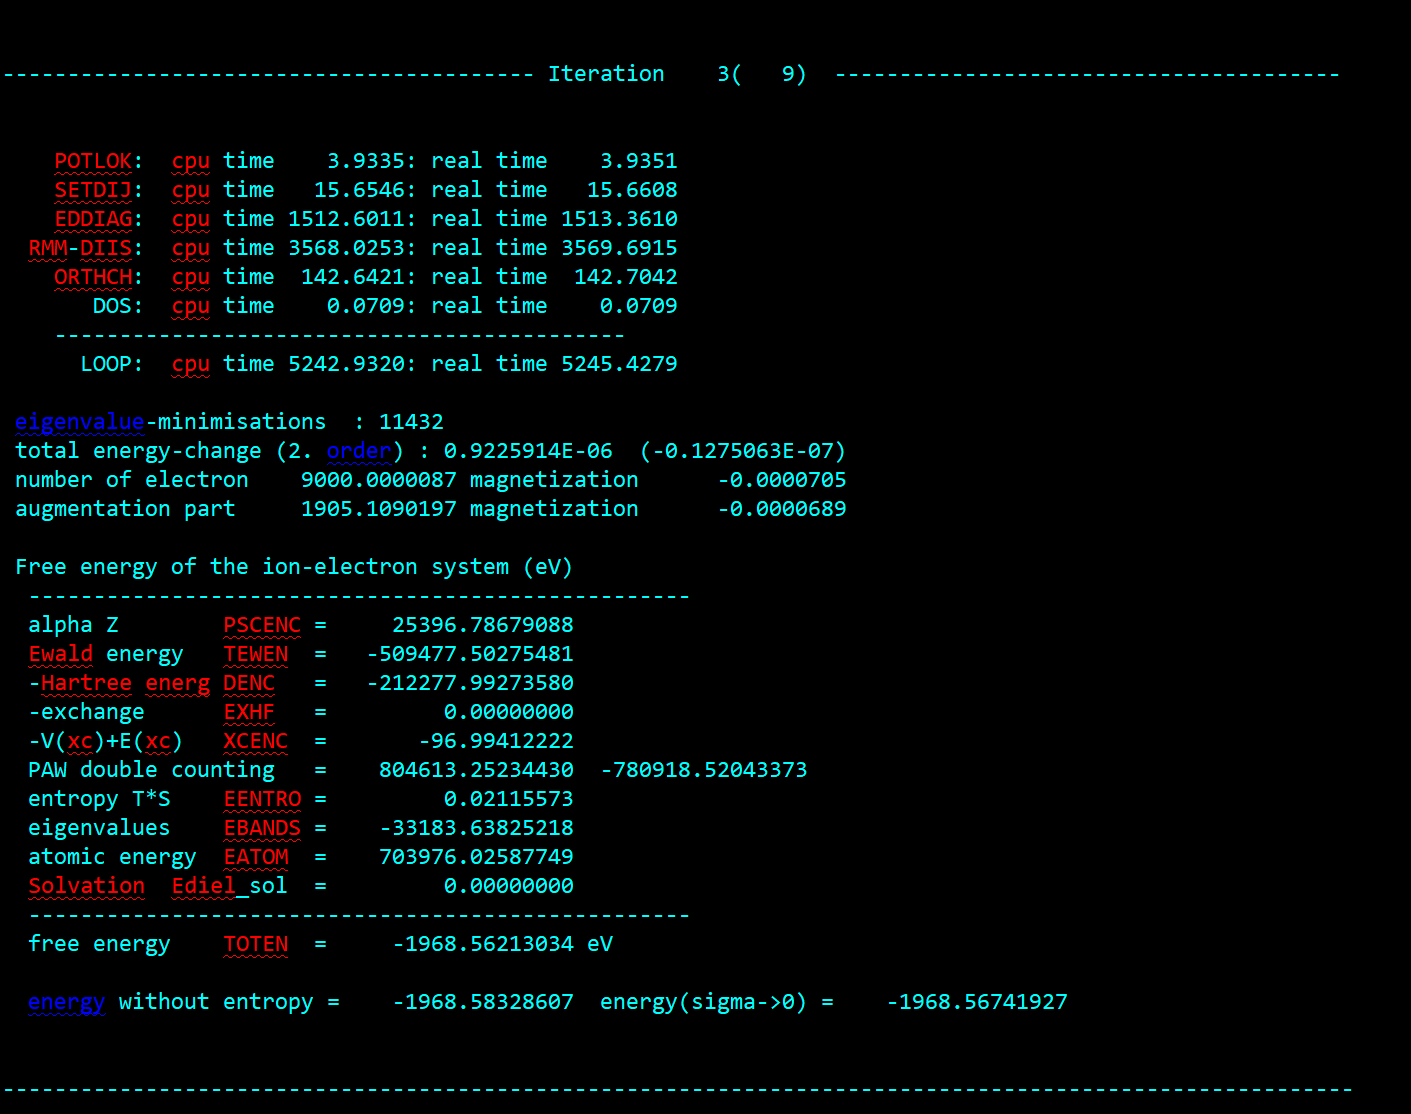 ----------------------------------------- Iteration    3(   9)  ---------------------------------------
POTLOK:  cpu time    3.9335: real time    3.9351
SETDIJ:  cpu time   15.6546: real time   15.6608
EDDIAG:  cpu time 1512.6011: real time 1513.3610
RMM-DIIS:  cpu time 3568.0253: real time 3569.6915
ORTHCH:  cpu time  142.6421: real time  142.7042
DOS:  cpu time    0.0709: real time    0.0709
--------------------------------------------
LOOP:  cpu time 5242.9320: real time 5245.4279
eigenvalue-minimisations  : 11432
total energy-change (2. order) : 0.9225914E-06  (-0.1275063E-07)
number of electron    9000.0000087 magnetization      -0.0000705
augmentation part     1905.1090197 magnetization      -0.0000689
Free energy of the ion-electron system (eV)
---------------------------------------------------
alpha Z        PSCENC =     25396.78679088
Ewald energy   TEWEN  =   -509477.50275481
-Hartree energ DENC   =   -212277.99273580
-exchange      EXHF   =         0.00000000
-V(xc)+E(xc)   XCENC  =       -96.99412222
PAW double counting   =    804613.25234430  -780918.52043373
entropy T*S    EENTRO =         0.02115573
eigenvalues    EBANDS =    -33183.63825218
atomic energy  EATOM  =    703976.02587749
Solvation  Ediel_sol  =         0.00000000
---------------------------------------------------
free energy    TOTEN  =     -1968.56213034 eV
energy without entropy =    -1968.58328607  energy(sigma->0) =    -1968.56741927
--------------------------------------------------------------------------------------------------------